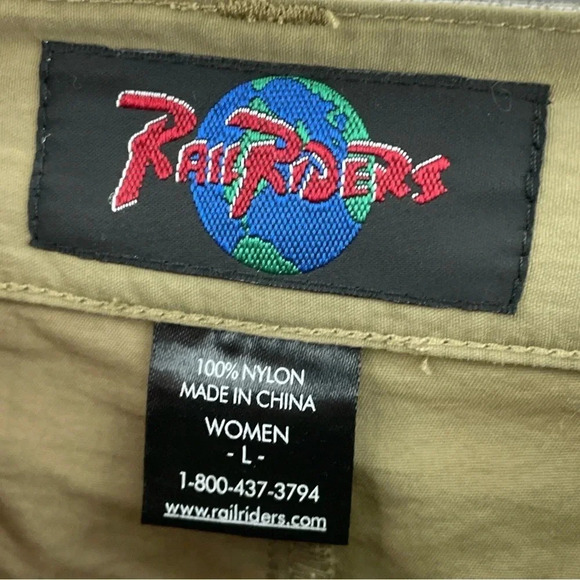 RAILRIDERS
100% NYLON
MADE IN CHINA
WOMEN
- L -
1-800-437-3794
www.railriders.com